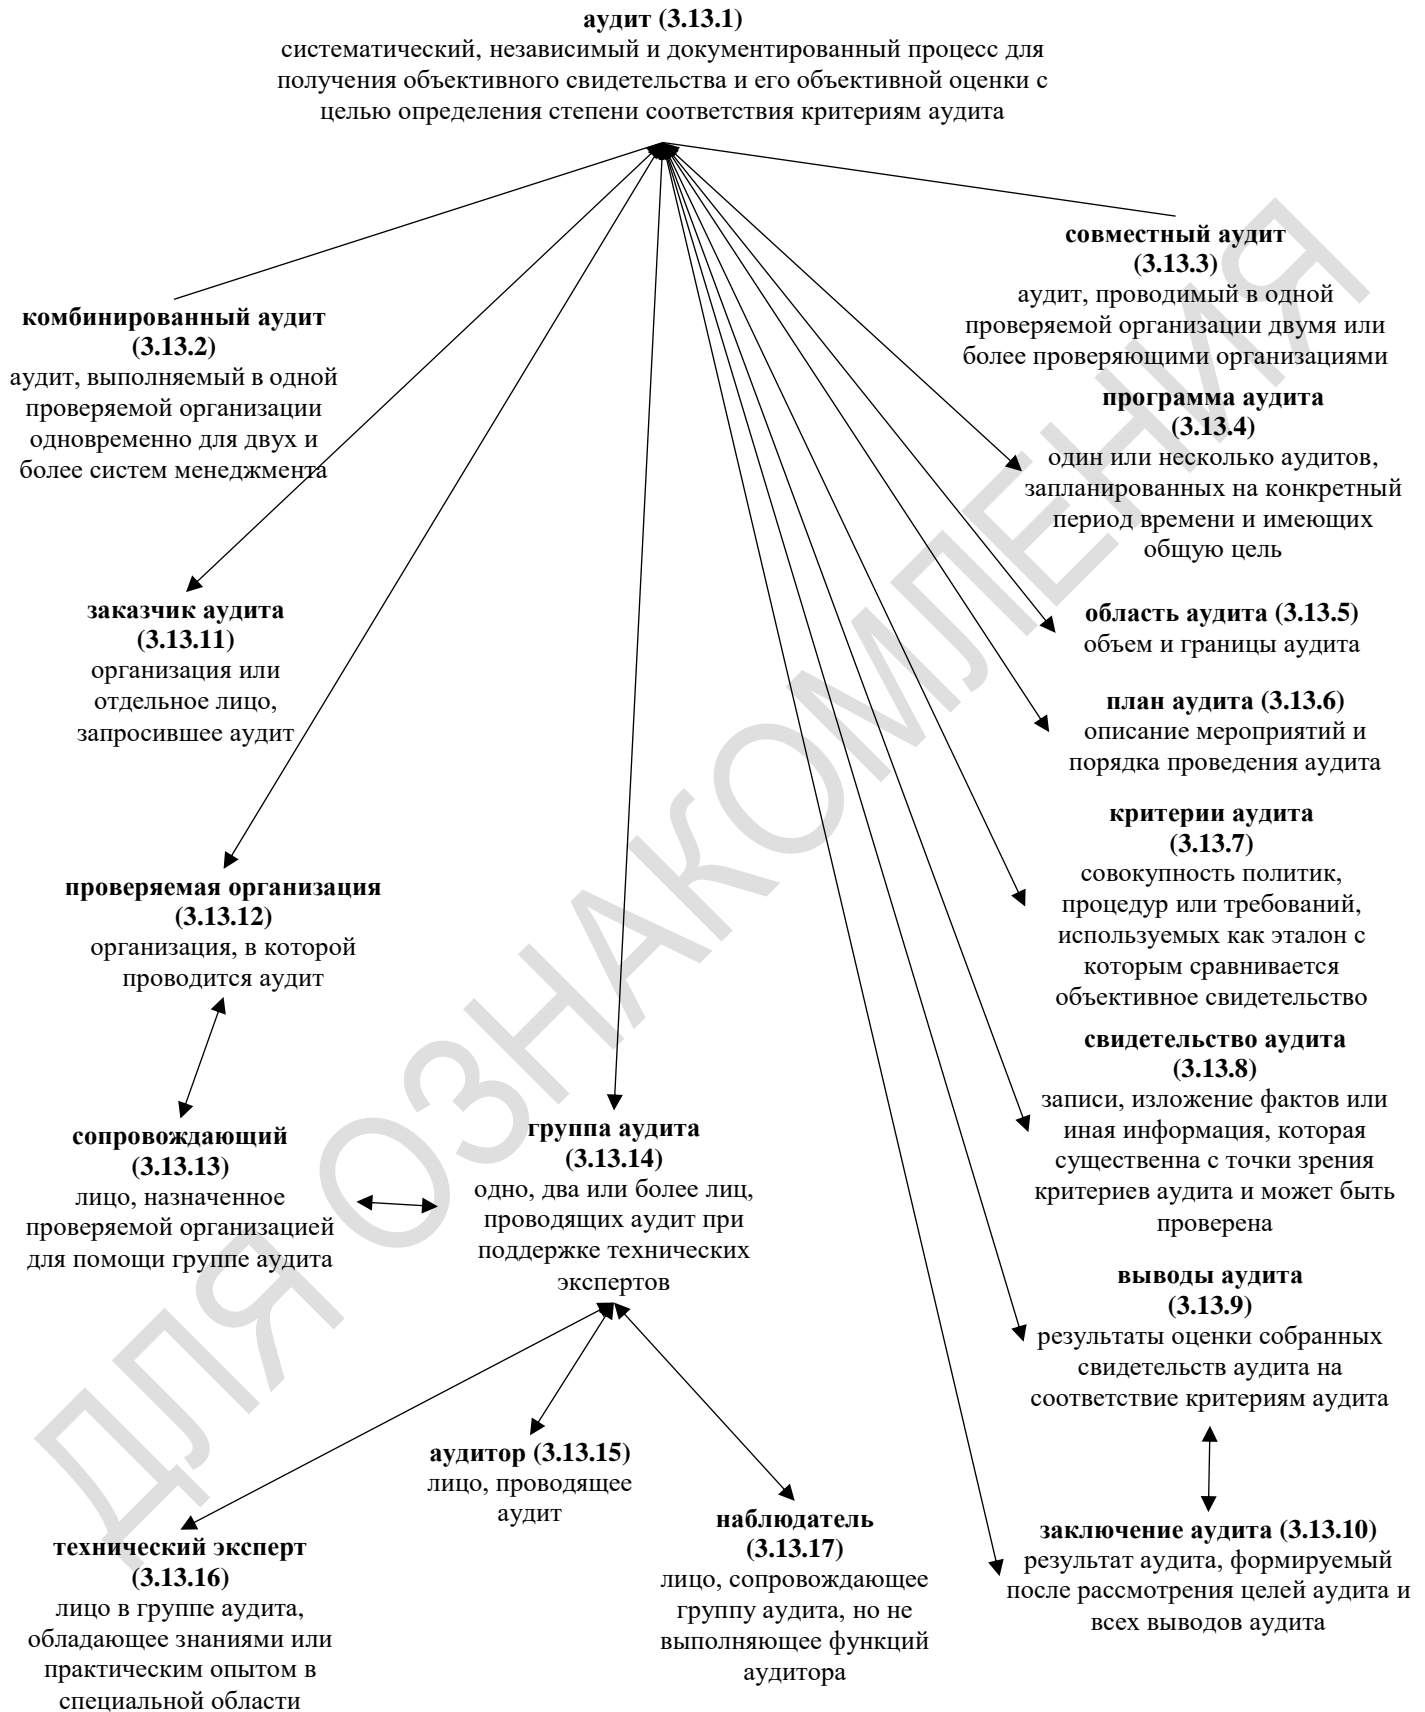 аудит (3.13.1)
систематический, независимый и документированный процесс для
получения объективного свидетельства и его объективной оценки с
целью определения степени соответствия критериям аудита
совместный аудит
(3.13.3)
аудит, проводимый в одной
проверяемой организации двумя или
более проверяющими организациями
комбинированный аудит
(3.13.2)
аудит, выполняемый в одной
проверяемой организации
одновременно для двух и
более систем менеджмента
программа аудита
(3.13.4)
один или несколько аудитов,
запланированных на конкретный
период времени и имеющих
общую цель
заказчик аудита
(3.13.11)
организация или
отдельное лицо,
запросившее аудит
область аудита (3.13.5)
объем и границы аудита
план аудита (3.13.6)
описание мероприятий и
порядка проведения аудита
критерии аудита
(3.13.7)
совокупность политик,
процедур или требований,
используемых как эталон с
которым сравнивается
объективное свидетельство
проверяемая организация
(3.13.12)
организация, в которой
проводится аудит
свидетельство аудита
(3.13.8)
записи, изложение фактов или
иная информация, которая
существенна с точки зрения
критериев аудита и может быть
проверена
сопровождающий
(3.13.13)
лицо, назначенное
проверяемой организацией
для помощи группе аудита
группа аудита
(3.13.14)
одно, два или более лиц,
проводящих аудит при
поддержке технических
экспертов
выводы аудита
(3.13.9)
результаты оценки собранных
свидетельств аудита на
соответствие критериям аудита
аудитор (3.13.15)
лицо, проводящее
аудит
наблюдатель
(3.13.17)
лицо, сопровождающее
группу аудита, но не
выполняющее функций
аудитора
заключение аудита (3.13.10)
результат аудита, формируемый
после рассмотрения целей аудита и
всех выводов аудита
технический эксперт
(3.13.16)
лицо в группе аудита,
обладающее знаниями или
практическим опытом в
специальной области
ДЛЯ ОЗНАКОМЛЕНИЯ